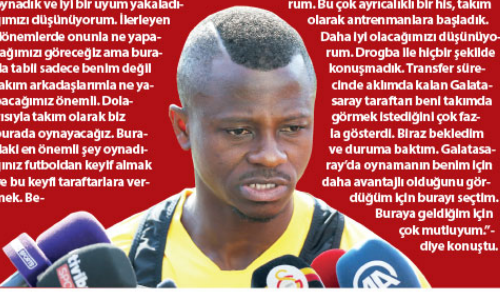 oynadık ve iyi bir uyum yakaladı-
ğımızı düşünüyorum. İlerleyen
dönemlerde onunla ne yapa-
cağımızı göreceğiz ama bura-
da tabii sadece benim değil
takım arkadaşlarımla ne ya-
pacağımız önemli. Dola-
yısıyla takım olarak biz
burada oynayacağız. Bura-
daki en önemli şey oynadı-
ğınız futboldan keyif almak
ve bu keyfi taraftarlara ver-
mek. Be-
rum. Bu çok ayrıcalıklı bir his, takım
olarak antrenmanlara başladık.
Daha iyi olacağımızı düşünüyo-
rum. Drogba ile hiçbir şekilde
konuşmadık. Transfer süre-
cinde aklımda kalan Galata-
saray taraftarı beni takımda
görmek istediğini çok faz-
la gösterdi. Biraz bekledim
ve duruma baktım. Galatasa-
ray’da oynamanın benim için
daha avantajlı olduğunu gör-
düğüm için burayı seçtim.
Buraya geldiğim için
çok mutluyum.”-
diye konuştu.
SPORTS
tivibu
SPOR
AA